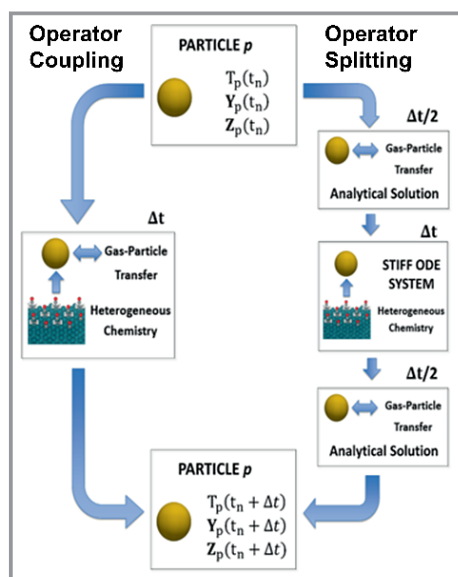 Operator
Coupling
Operator
Splitting
PARTICLE p
Tp(tn)
Yp(tn)
Zp(tn)
Δt/2
Gas-Particle
Transfer
Analytical Solution
Δt
Gas-Particle
Transfer
Heterogeneous
Chemistry
Δt
STIFF ODE
SYSTEM
Heterogeneous
Chemistry
Δt/2
Gas-Particle
Transfer
Analytical Solution
PARTICLE p
Tp(tn + Δt)
Yp(tn + Δt)
Zp(tn + Δt)